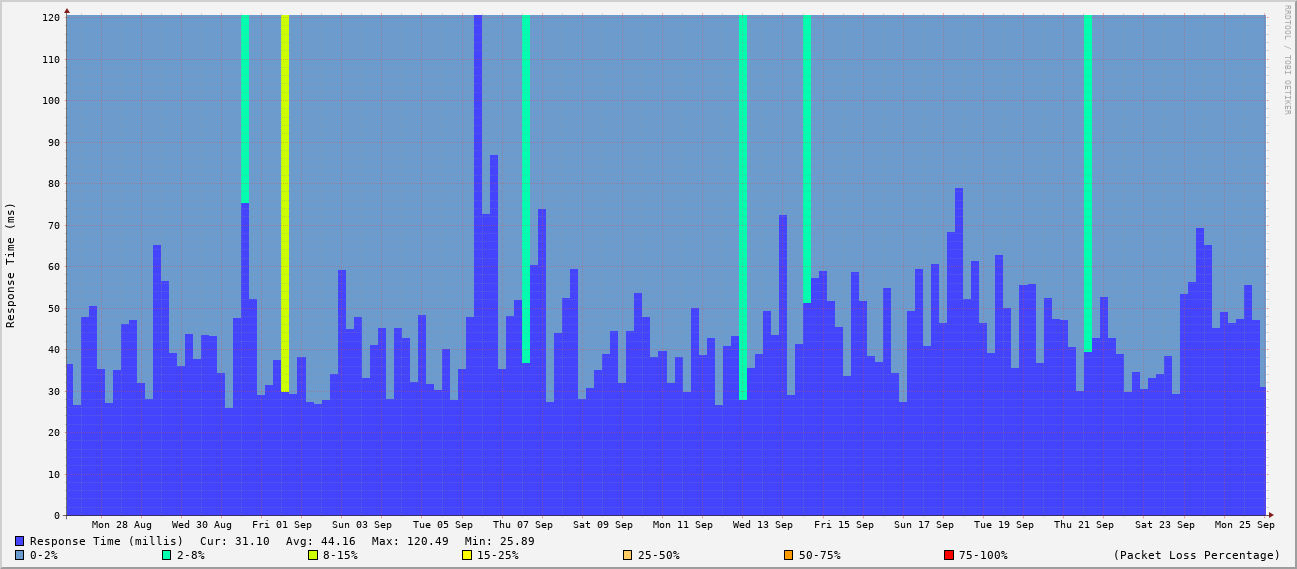 RRDTOOL / TOBI OETIKER
Response Time (ms)
120
110
100
90
80
70
60
50
40
30
20
10
0
Mon 28 Aug Wed 30 Aug Fri 01 Sep Sun 03 Sep Tue 05 Sep Thu 07 Sep Sat 09 Sep Mon 11 Sep Wed 13 Sep Fri 15 Sep Sun 17 Sep Tue 19 Sep Thu 21 Sep Sat 23 Sep Mon 25 Sep
Response Time (millis) Cur: 31.10 Avg: 44.16 Max: 120.49 Min: 25.89
0-2% 2-8% 8-15% 15-25% 25-50% 50-75% 75-100% (Packet Loss Percentage)